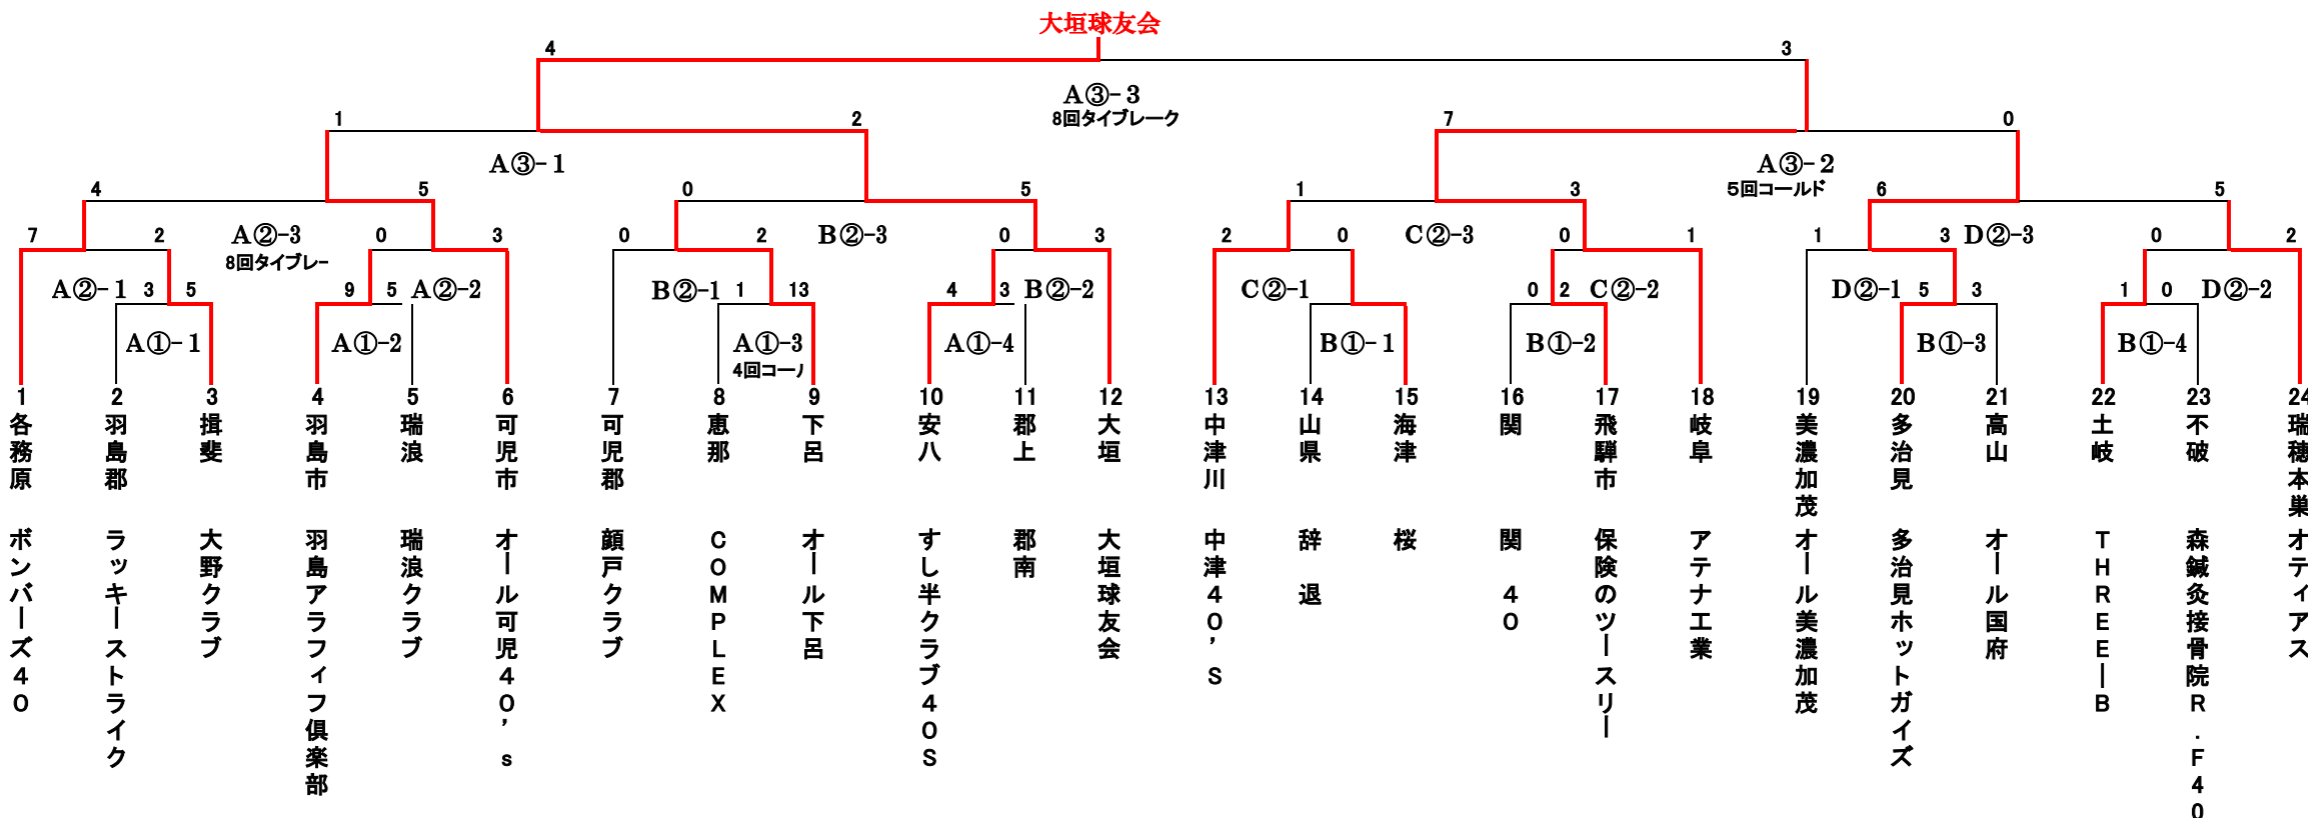 大垣球友会
4 3
A③-3
8回タイブレーク
1 2 7 0
A③-1 A③-2
5回コールド
4 5 0 5 1 3 6 5
7 2 A②-3 0 3 0 2 B②-3 0 3 2 0 C②-3 0 1 1 3 D②-3 0 2
8回タイブレー
A②-1 3 5 9 5 A②-2 B②-1 1 13 4 3 B②-2 C②-1 0 2 C②-2 D②-1 5 3 1 0 D②-2
A①-1 A①-2 A①-3 A①-4 B①-1 B①-2 B①-3 B①-4
4回コー
1 2 3 4 5 6 7 8 9 10 11 12 13 14 15 16 17 18 19 20 21 22 23 24
各務原 ボンバーズ40
羽島郡 ラッキーストライク
揖斐 大野クラブ
羽島市 羽島アラフィフ倶楽部
瑞浪 瑞浪クラブ
可児市 オール可児40's
可児郡 顔戸クラブ
恵那 COMPLEX
下呂 オール下呂
安八 すし半クラブ40S
郡上 郡南
大垣 大垣球友会
中津川 中津40'S
山県 辞退
海津 桜
関 関40
飛騨市 保険のツースリー
岐阜 アテナ工業
美濃加茂 オール美濃加茂
多治見 多治見ホットガイズ
高山 オール国府
土岐 THREE―B
不破 森鍼灸接骨院R.F40
瑞穂本巣 オティアス